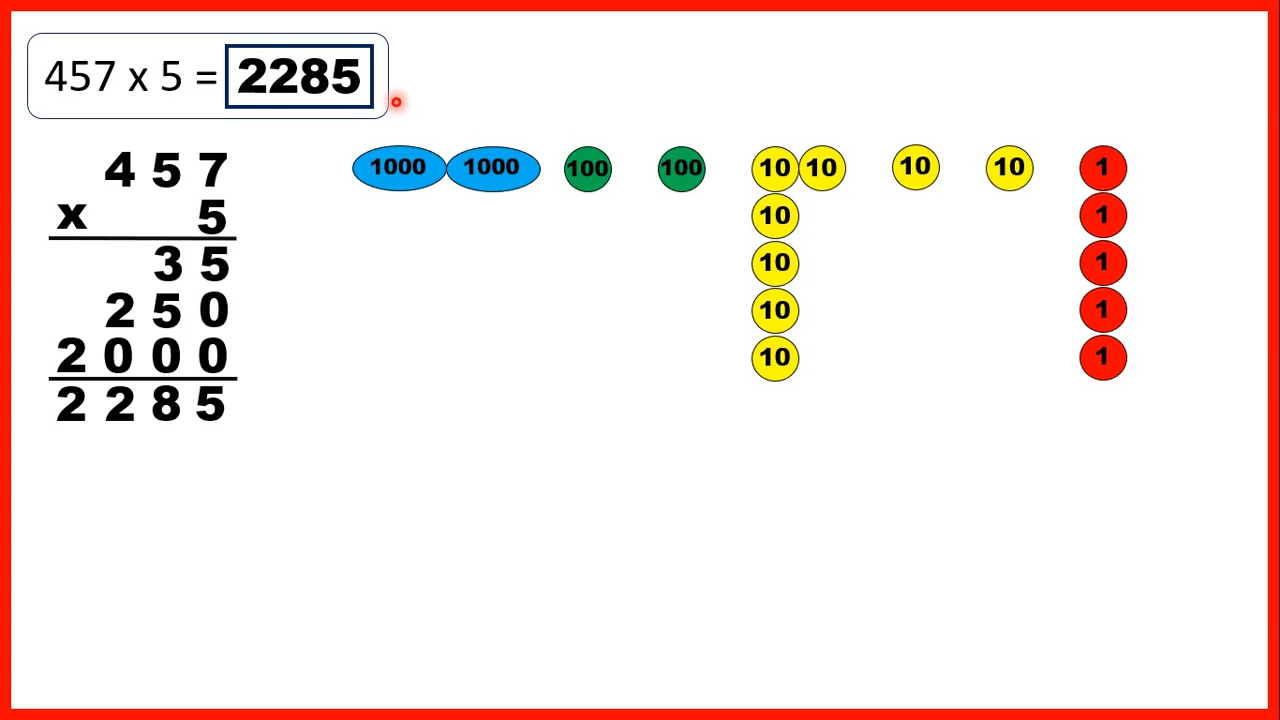 457 x 5 = 2285
4 5 7
x 5
3 5
2 5 0
2 0 0 0
2 2 8 5
1000 1000 100 100 10 10 10 10 1
10 1
10 1
10 1
10 1